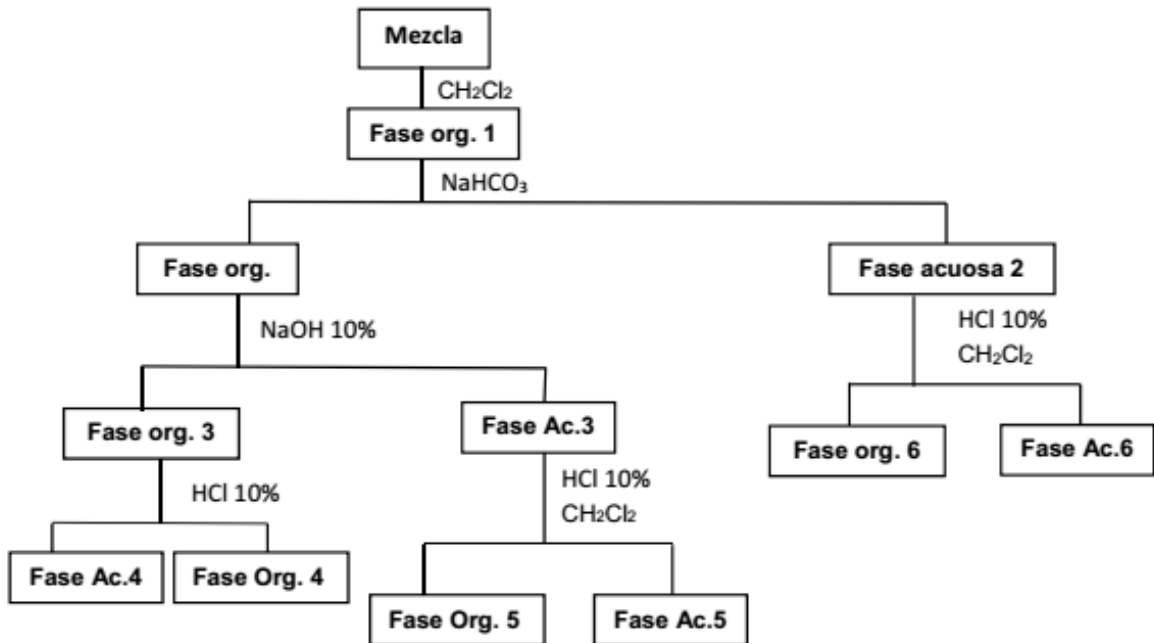 Mezcla
CH₂Cl₂
Fase org. 1
NaHCO₃
Fase org.
Fase acuosa 2
NaOH 10%
HCl 10%
CH₂Cl₂
Fase org. 3
Fase Ac.3
Fase org. 6
Fase Ac.6
HCl 10%
HCl 10%
CH₂Cl₂
Fase Ac.4
Fase Org. 4
Fase Org. 5
Fase Ac.5